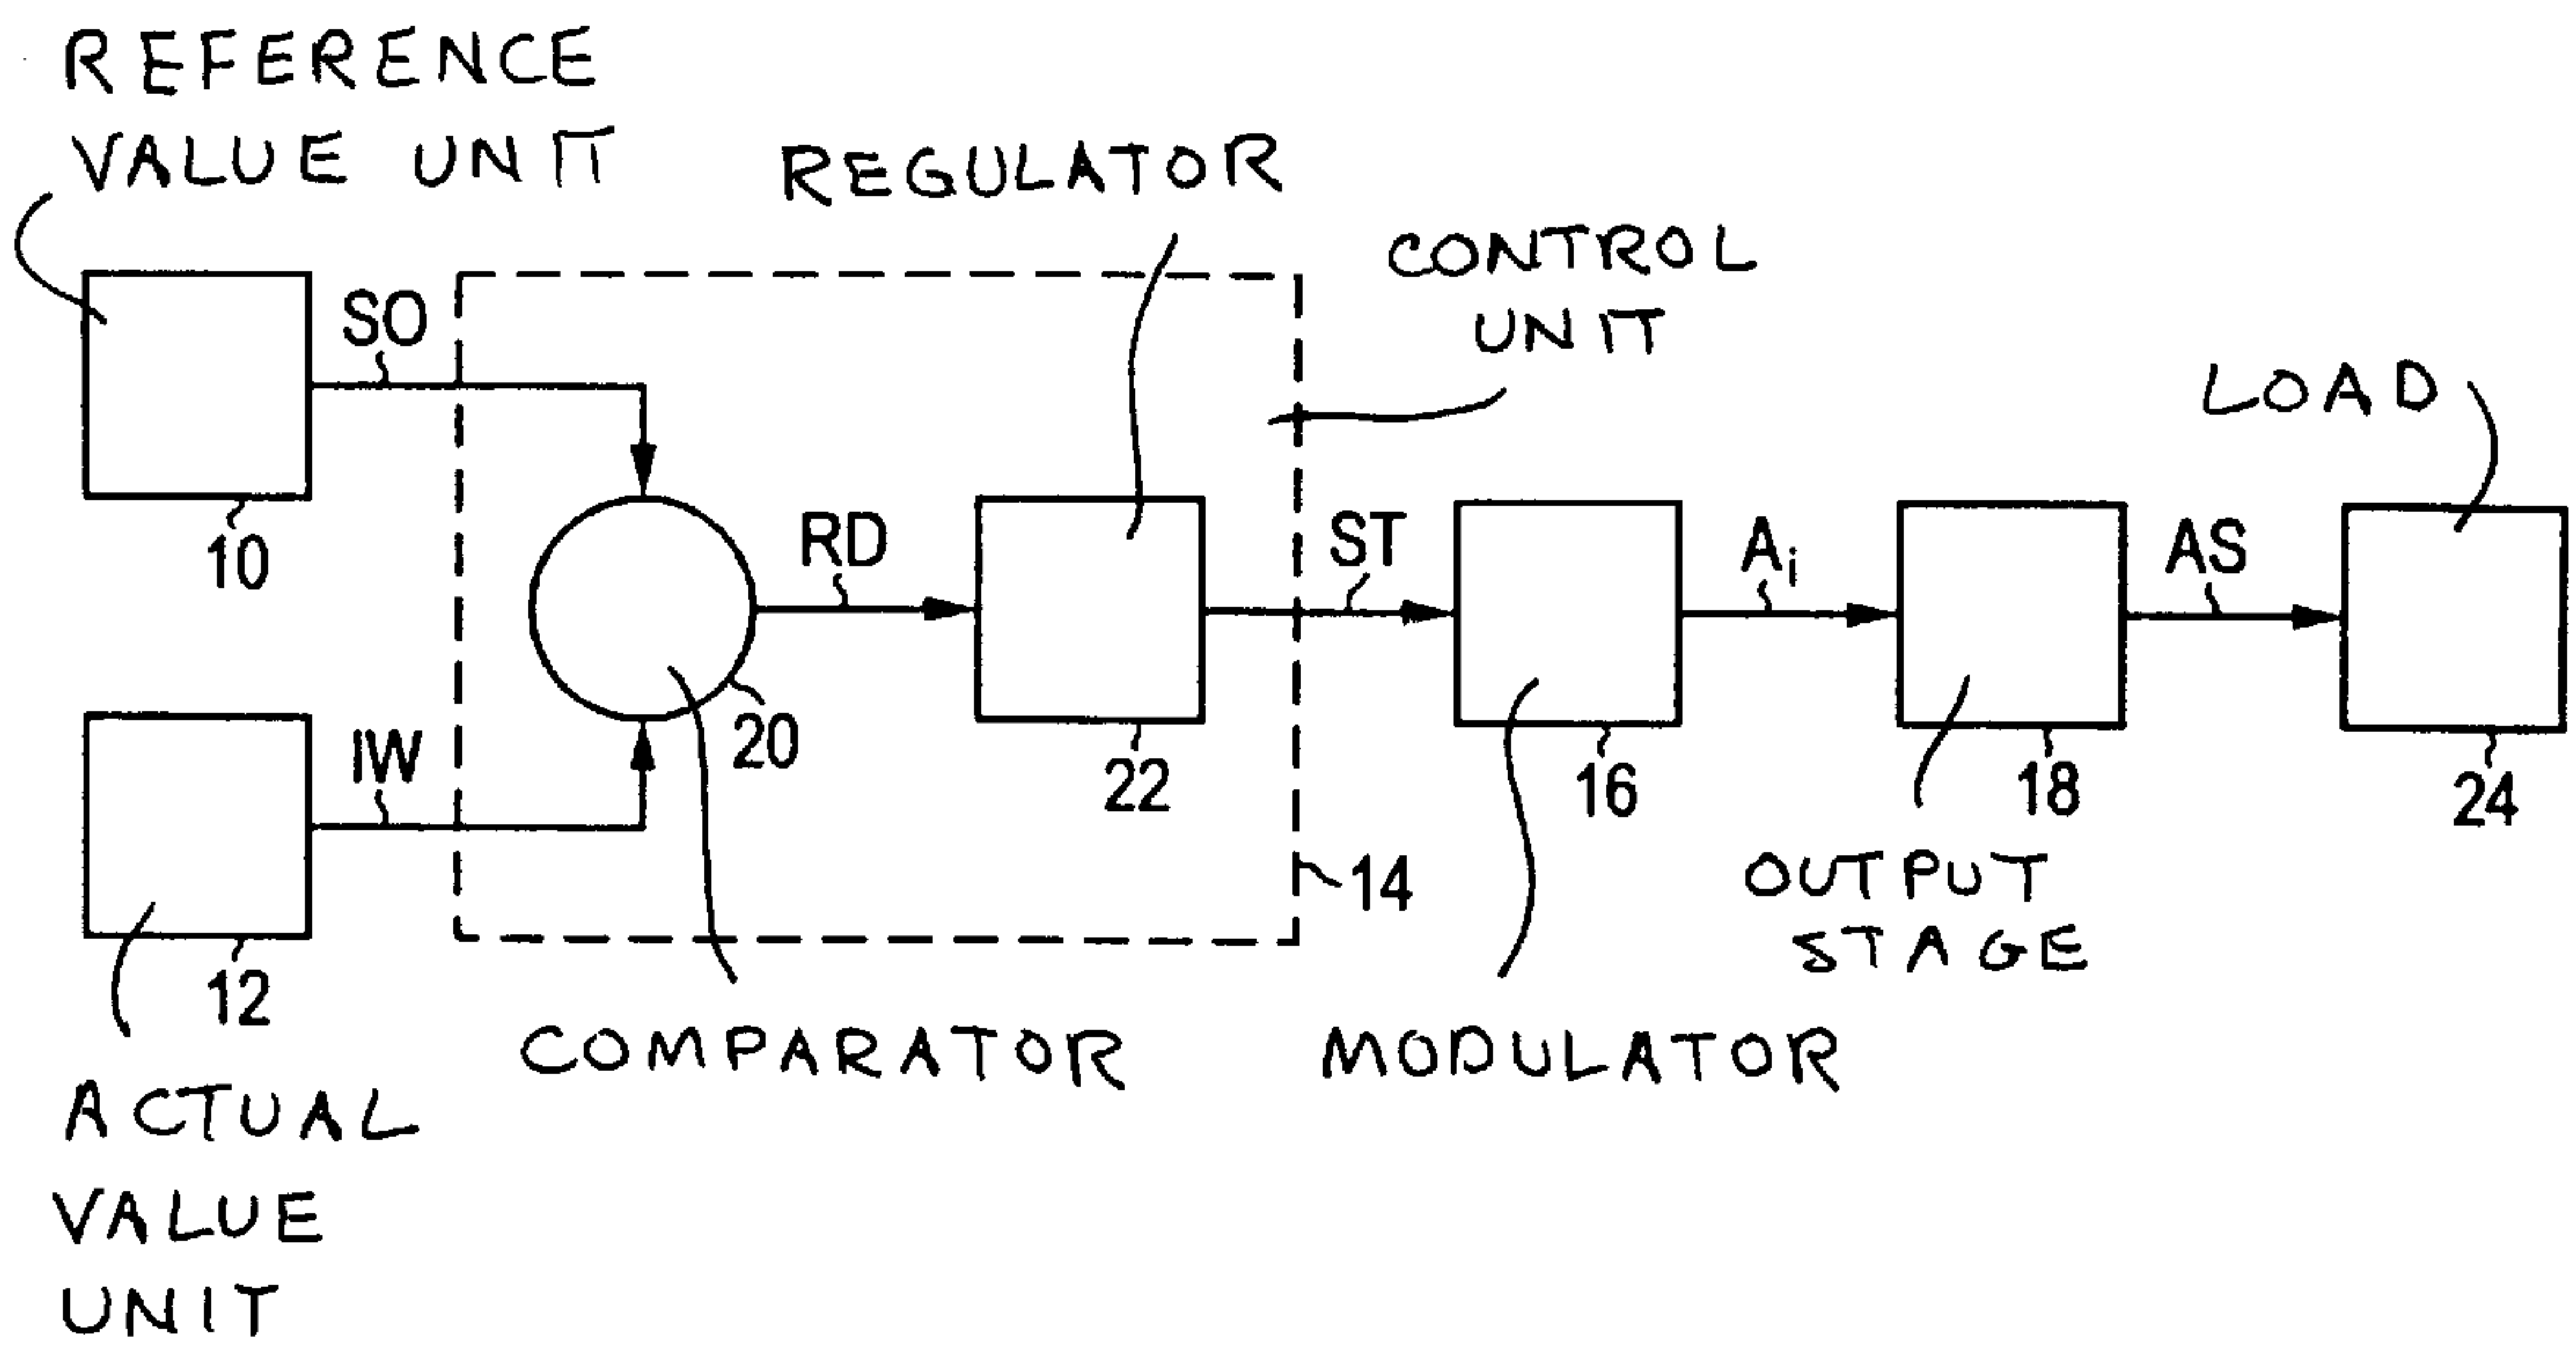 REFERENCE
VALUE UNIT
REGULATOR
CONTROL
UNIT
LOAD
SO
10
RD
ST
Ai
AS
IW
20
22
16
18
24
14
12
OUTPUT
STAGE
COMPARATOR
MODULATOR
ACTUAL
VALUE
UNIT